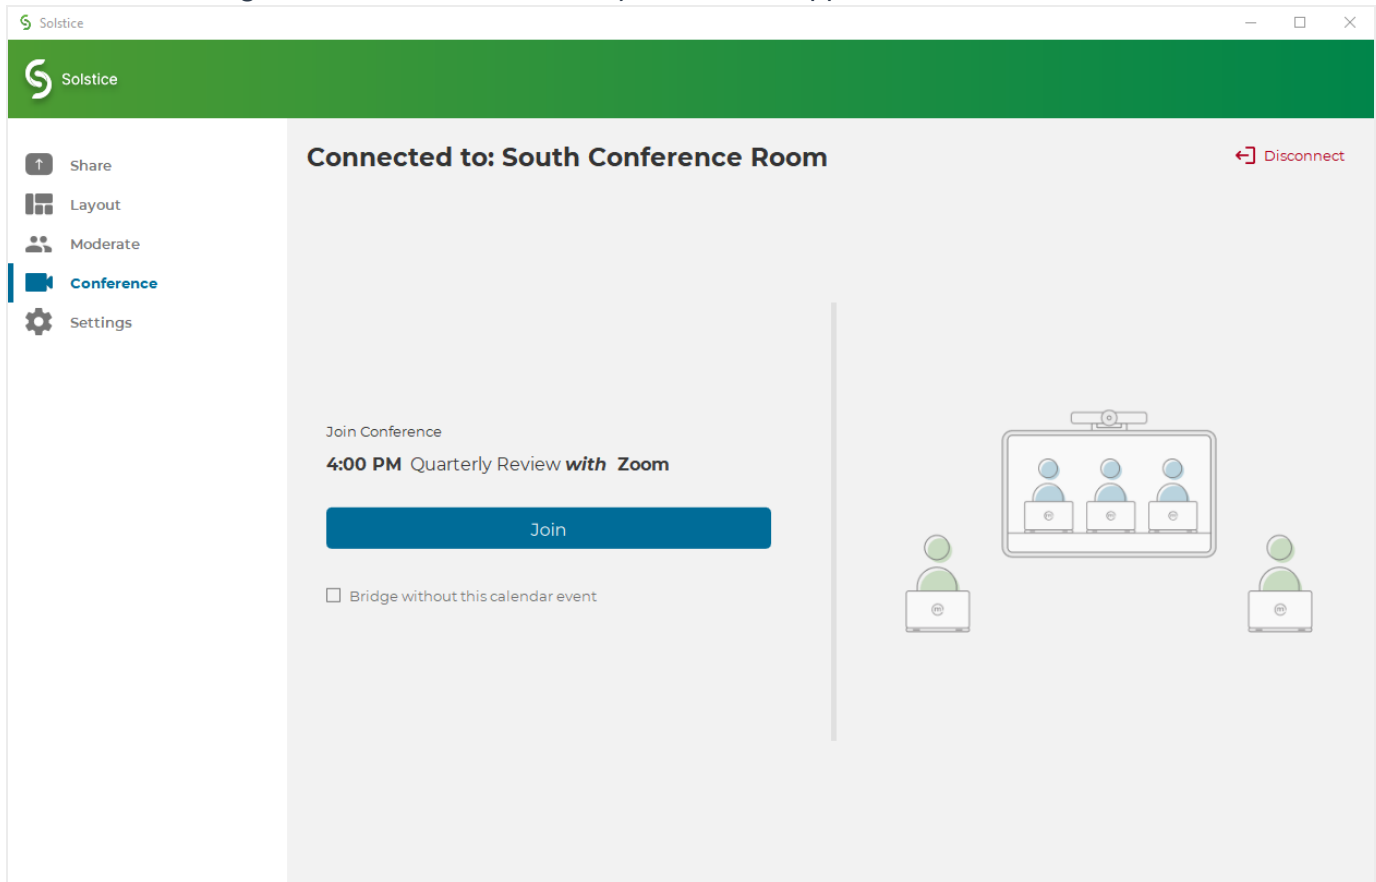 Solstice
Solstice
Share
Layout
Moderate
Conference
Settings
Connected to: South Conference Room
Disconnect
Join Conference
4:00 PM Quarterly Review with Zoom
Join
Bridge without this calendar event